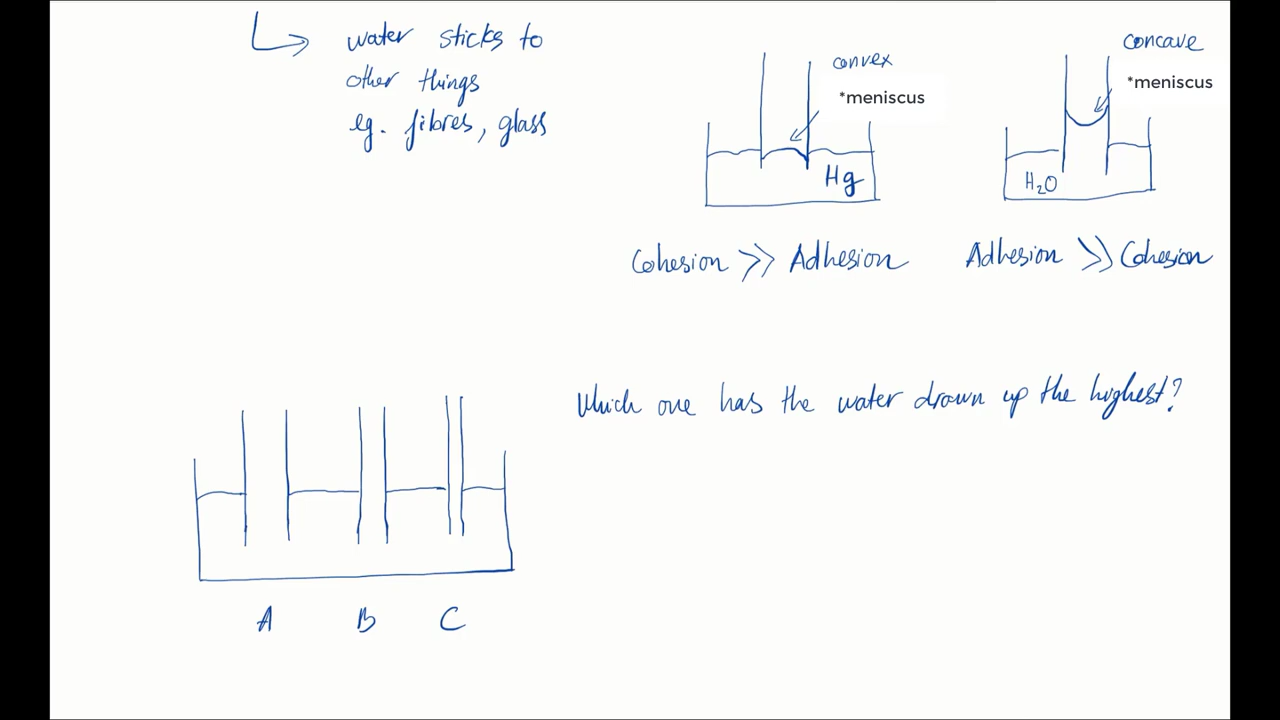 water sticks to
other things
eg. fibres, glass
convex
*meniscus
Hg
Cohesion >> Adhesion
concave
*meniscus
H₂O
Adhesion >> Cohesion
Which one has the water drawn up the highest?
A B C